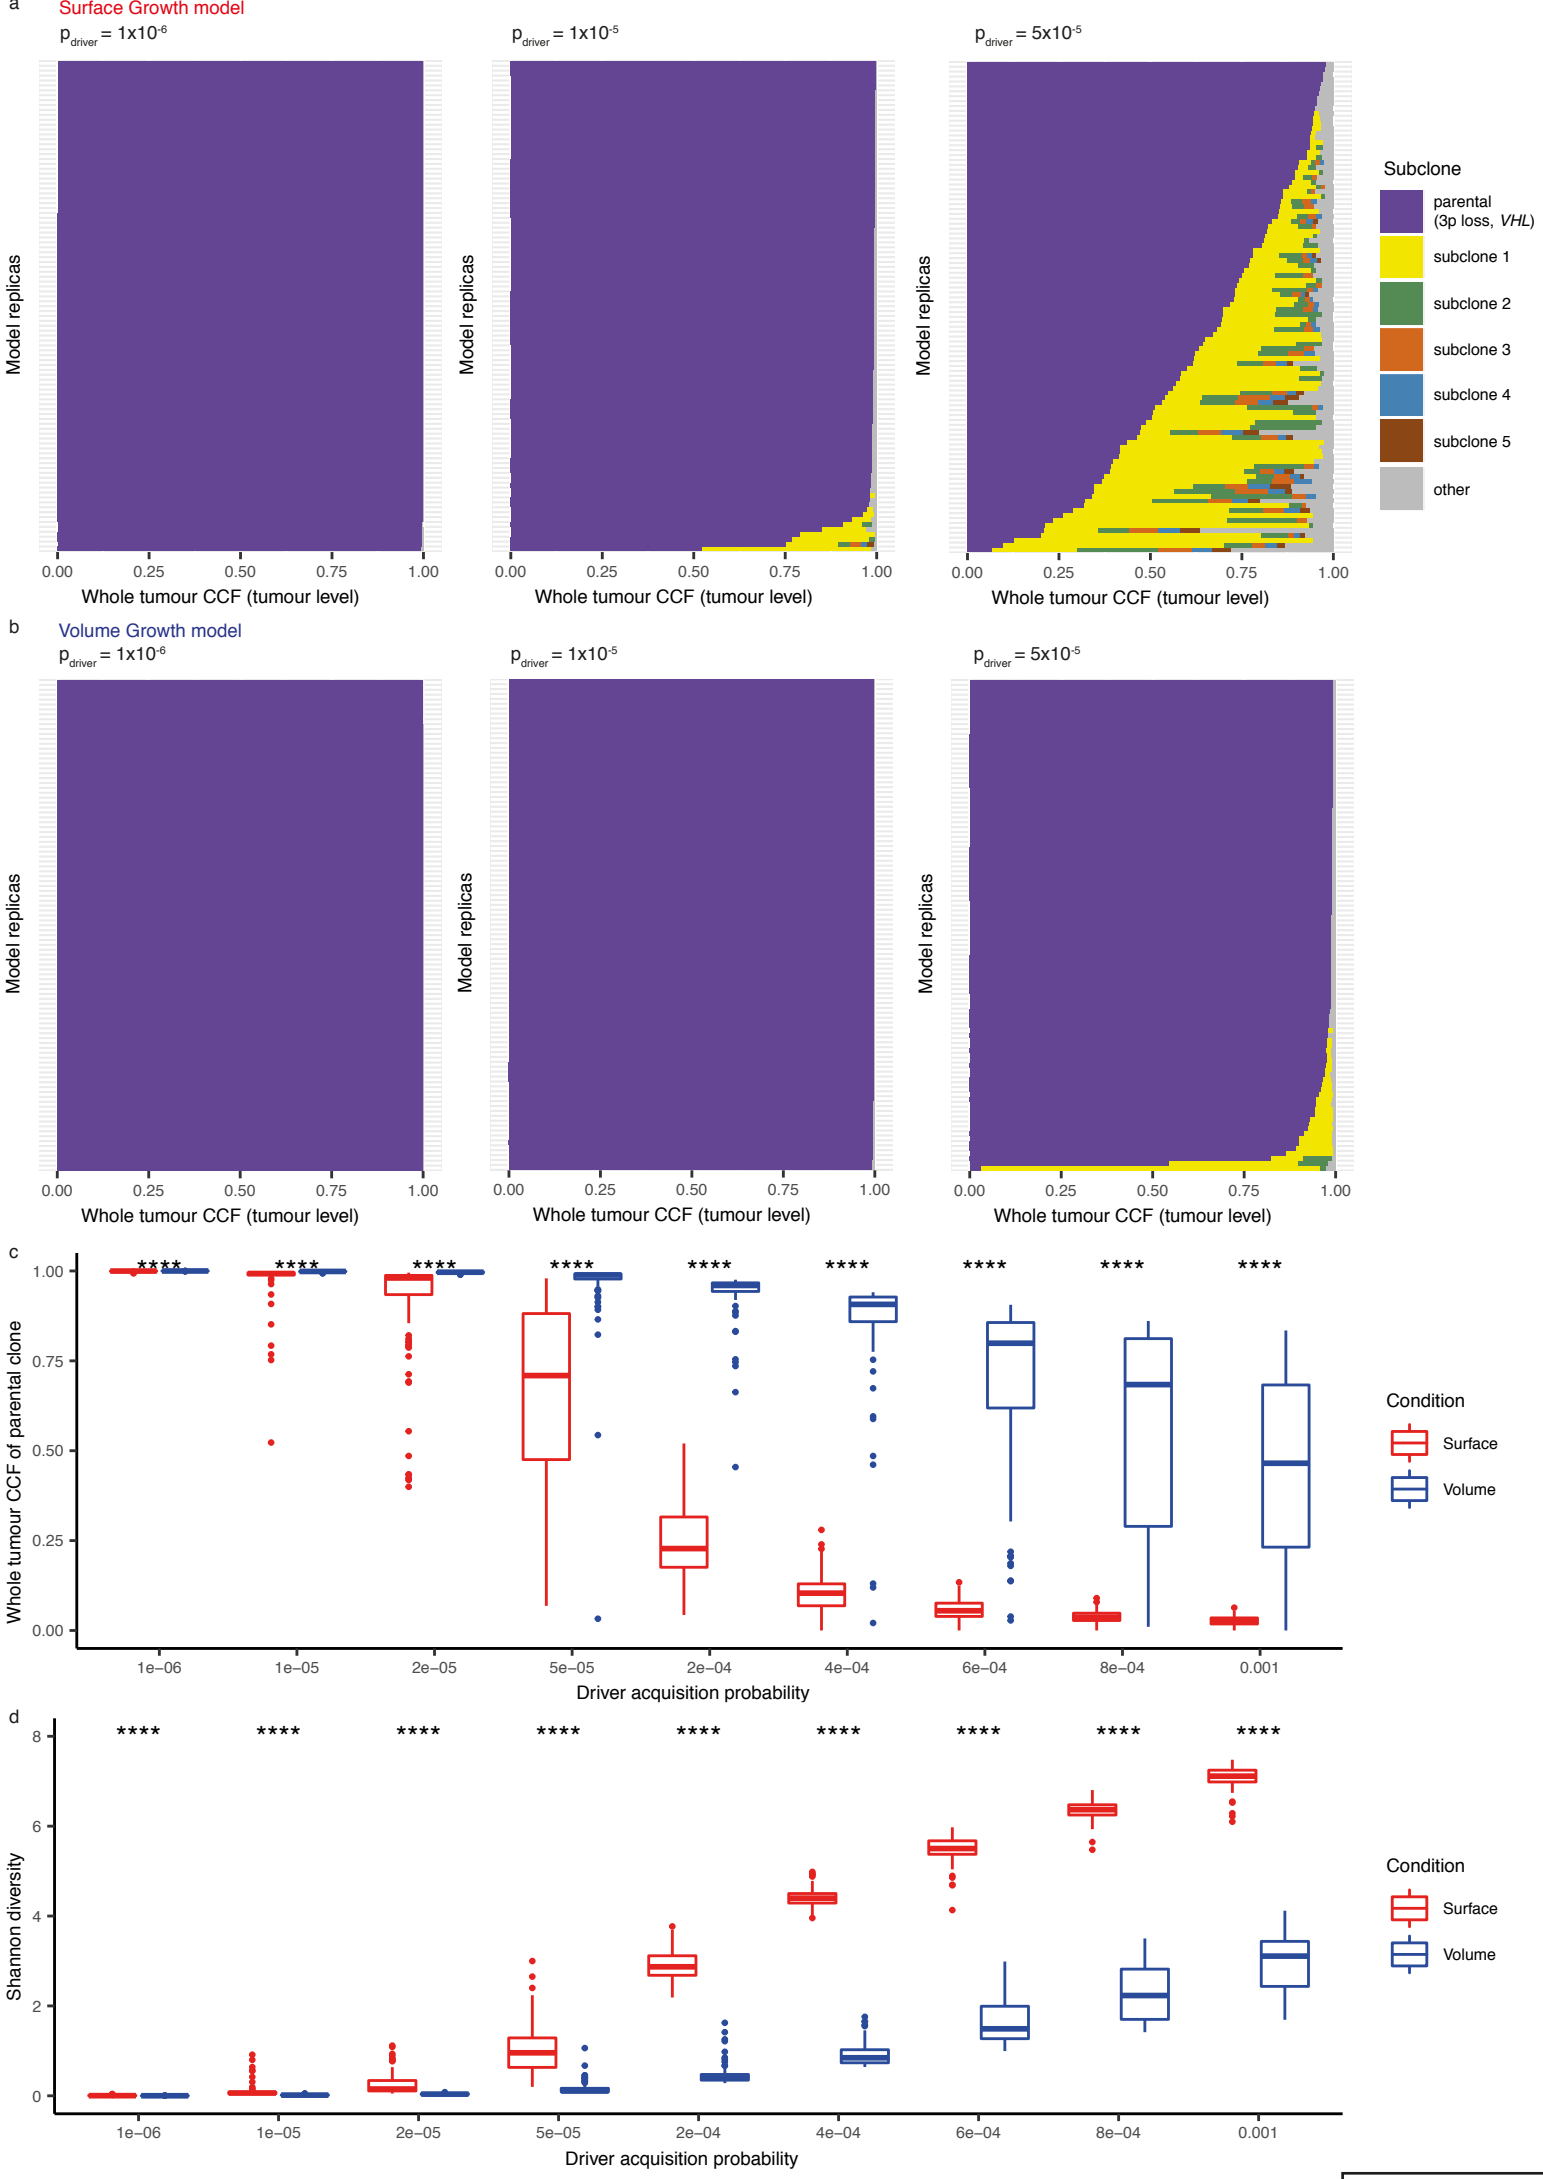 a
Surface Growth model
pdriver = 1x10-6
pdriver = 1x10-5
pdriver = 5x10-5
Model replicas
Model replicas
Model replicas
0.00 0.25 0.50 0.75 1.00
0.00 0.25 0.50 0.75 1.00
0.00 0.25 0.50 0.75 1.00
Whole tumour CCF (tumour level)
Whole tumour CCF (tumour level)
Whole tumour CCF (tumour level)
Subclone
parental
(3p loss, VHL)
subclone 1
subclone 2
subclone 3
subclone 4
subclone 5
other
b
Volume Growth model
pdriver = 1x10-6
pdriver = 1x10-5
pdriver = 5x10-5
Model replicas
Model replicas
Model replicas
0.00 0.25 0.50 0.75 1.00
0.00 0.25 0.50 0.75 1.00
0.00 0.25 0.50 0.75 1.00
Whole tumour CCF (tumour level)
Whole tumour CCF (tumour level)
Whole tumour CCF (tumour level)
c
**** **** **** **** **** **** **** **** ****
Whole tumour CCF of parental clone
1.00
0.75
0.50
0.25
0.00
1e−06 1e−05 2e−05 5e−05 2e−04 4e−04 6e−04 8e−04 0.001
Driver acquisition probability
Condition
Surface
Volume
d
**** **** **** **** **** **** **** **** ****
Shannon diversity
8
6
4
2
0
1e−06 1e−05 2e−05 5e−05 2e−04 4e−04 6e−04 8e−04 0.001
Driver acquisition probability
Condition
Surface
Volume